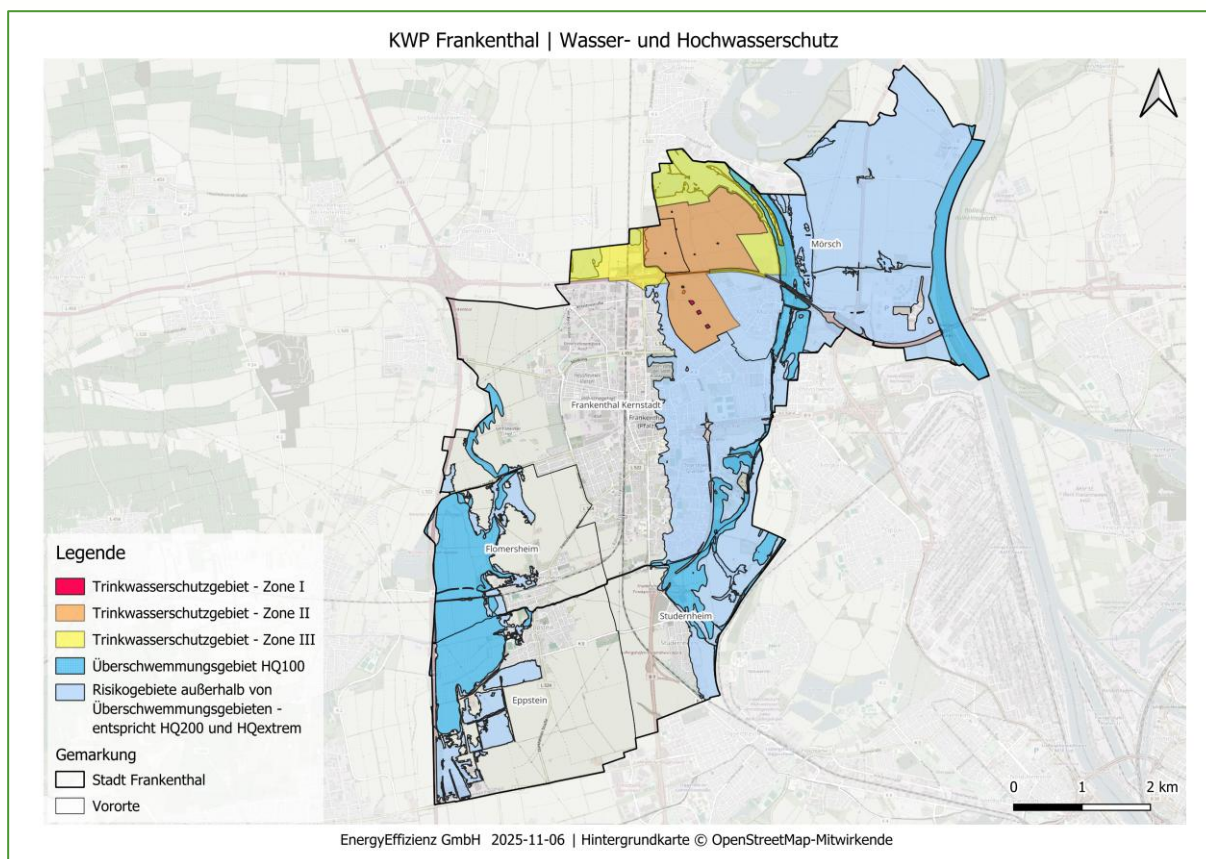 KWP Frankenthal | Wasser- und Hochwasserschutz
Mörsch
Frankenthal Kernstadt
Flomersheim
Studernheim
Eppstein
Legende
Trinkwasserschutzgebiet - Zone I
Trinkwasserschutzgebiet - Zone II
Trinkwasserschutzgebiet - Zone III
Überschwemmungsgebiet HQ100
Risikogebiete außerhalb von
Überschwemmungsgebieten -
entspricht HQ200 und HQextrem
Gemarkung
Stadt Frankenthal
Vororte
0 1 2 km
EnergyEffizienz GmbH 2025-11-06 | Hintergrundkarte © OpenStreetMap-Mitwirkende